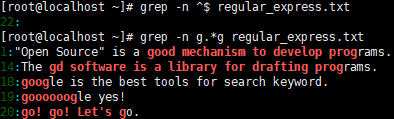 [root@localhost ~]# grep -n ^$ regular_express.txt
22:
[root@localhost ~]# grep -n g.*g regular_express.txt
1:"Open Source" is a good mechanism to develop programs.
14:The gd software is a library for drafting programs.
18:google is the best tools for search keyword.
19:goooooogle yes!
20:go! go! Let's go.